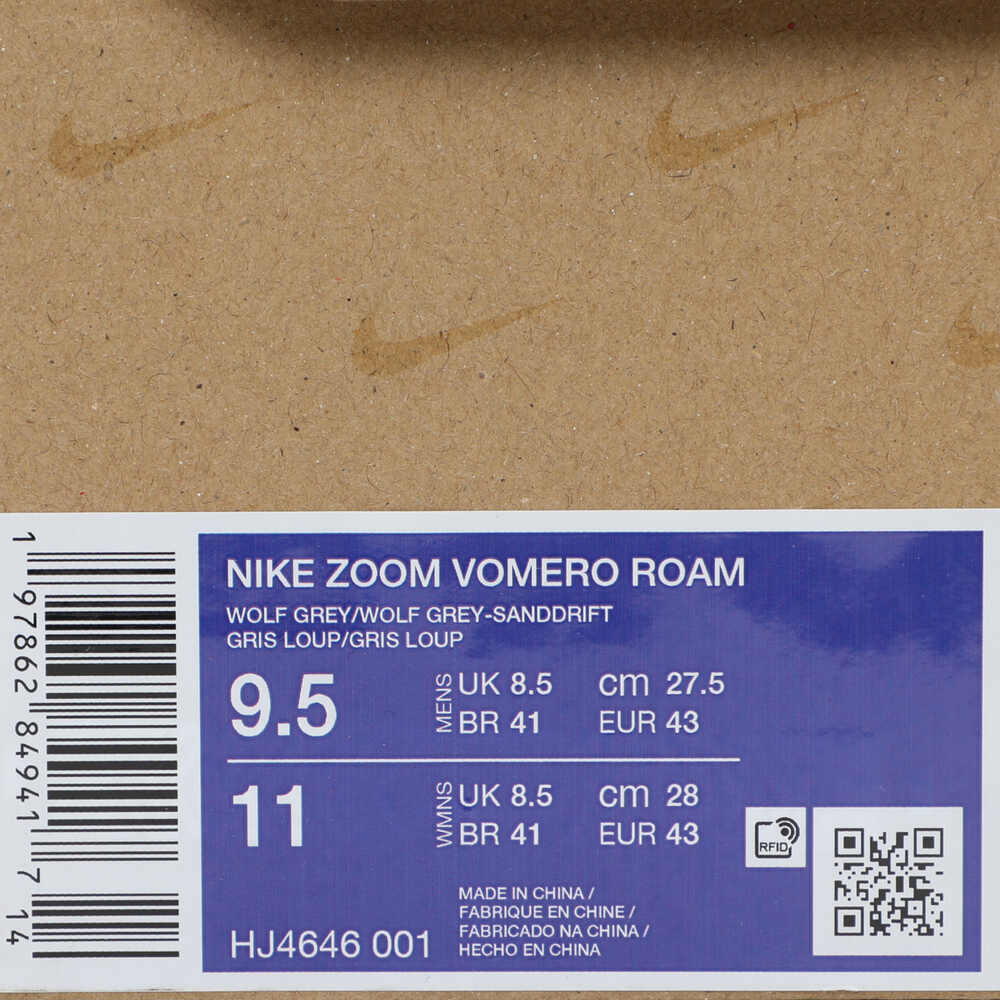 NIKE ZOOM VOMERO ROAM
WOLF GREY/WOLF GREY-SANDDRIFT
GRIS LOUP/GRIS LOUP
9.5
MENS
UK 8.5 cm 27.5
BR 41 EUR 43
11
WMNS
UK 8.5 cm 28
BR 41 EUR 43
MADE IN CHINA /
FABRIQUE EN CHINE /
FABRICADO NA CHINA /
HECHO EN CHINA
HJ4646 001
RFID
1 97862 84941 7 14